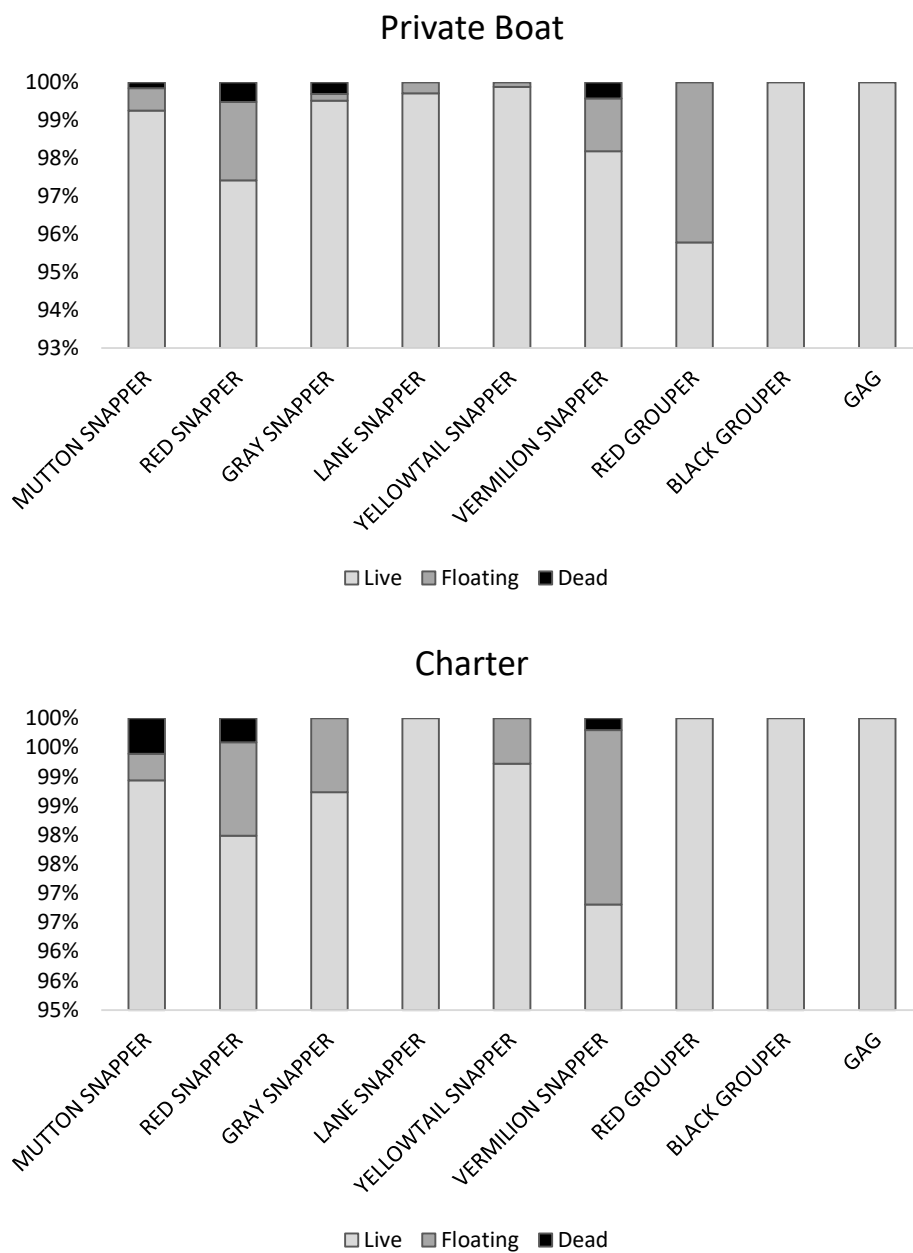 Private Boat
100%
99%
98%
97%
96%
95%
94%
93%
MUTTON SNAPPER
RED SNAPPER
GRAY SNAPPER
LANE SNAPPER
YELLOWTAIL SNAPPER
VERMILION SNAPPER
RED GROUPER
BLACK GROUPER
GAG
Live Floating Dead
Charter
100%
100%
99%
99%
98%
98%
97%
97%
96%
96%
95%
MUTTON SNAPPER
RED SNAPPER
GRAY SNAPPER
LANE SNAPPER
YELLOWTAIL SNAPPER
VERMILION SNAPPER
RED GROUPER
BLACK GROUPER
GAG
Live Floating Dead